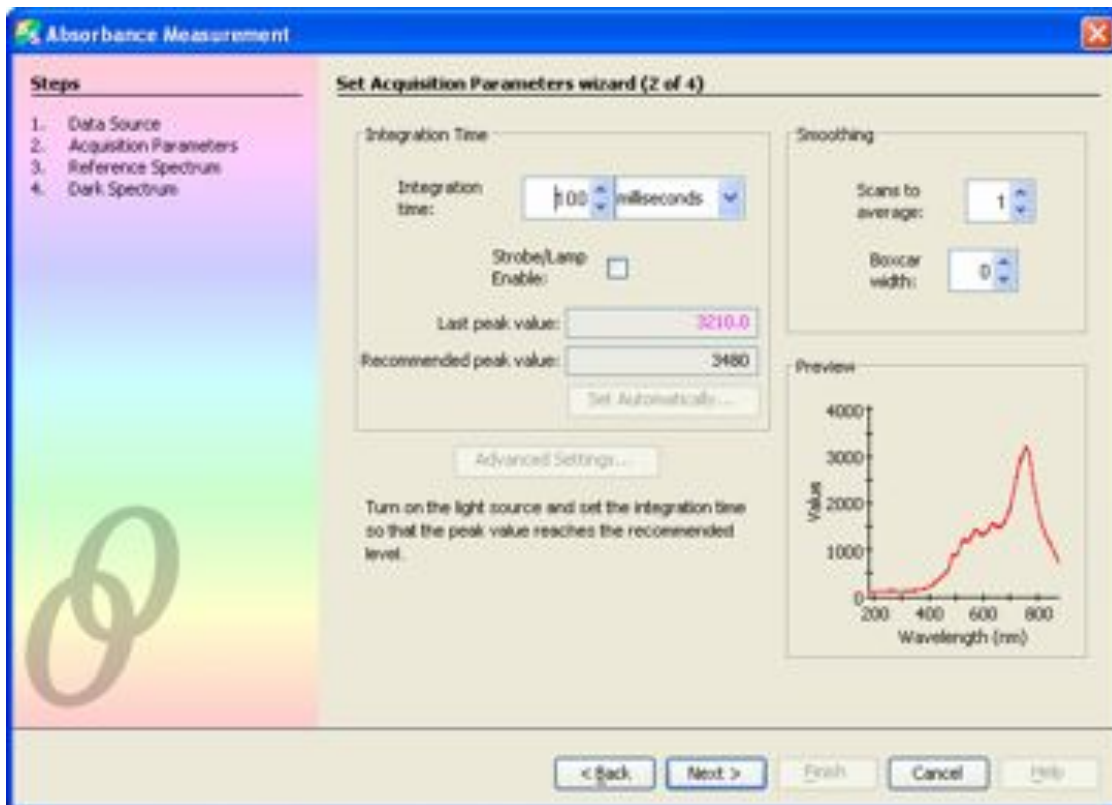 Absorbance Measurement
Steps
1. Data Source
2. Acquisition Parameters
3. Reference Spectrum
4. Dark Spectrum
Set Acquisition Parameters wizard (2 of 4)
Integration Time
Integration
time:
100
milliseconds
Strobe/Lamp
Enable:
Last peak value:
3210.0
Recommended peak value:
3480
Set Automatically...
Advanced Settings...
Turn on the light source and set the integration time
so that the peak value reaches the recommended
level.
Smoothing
Scans to
average:
1
Boxcar
width:
0
Preview
4000
3000
2000
1000
0
Value
200 400 600 800
Wavelength (nm)
OO
< Back
Next >
Finish
Cancel
Help